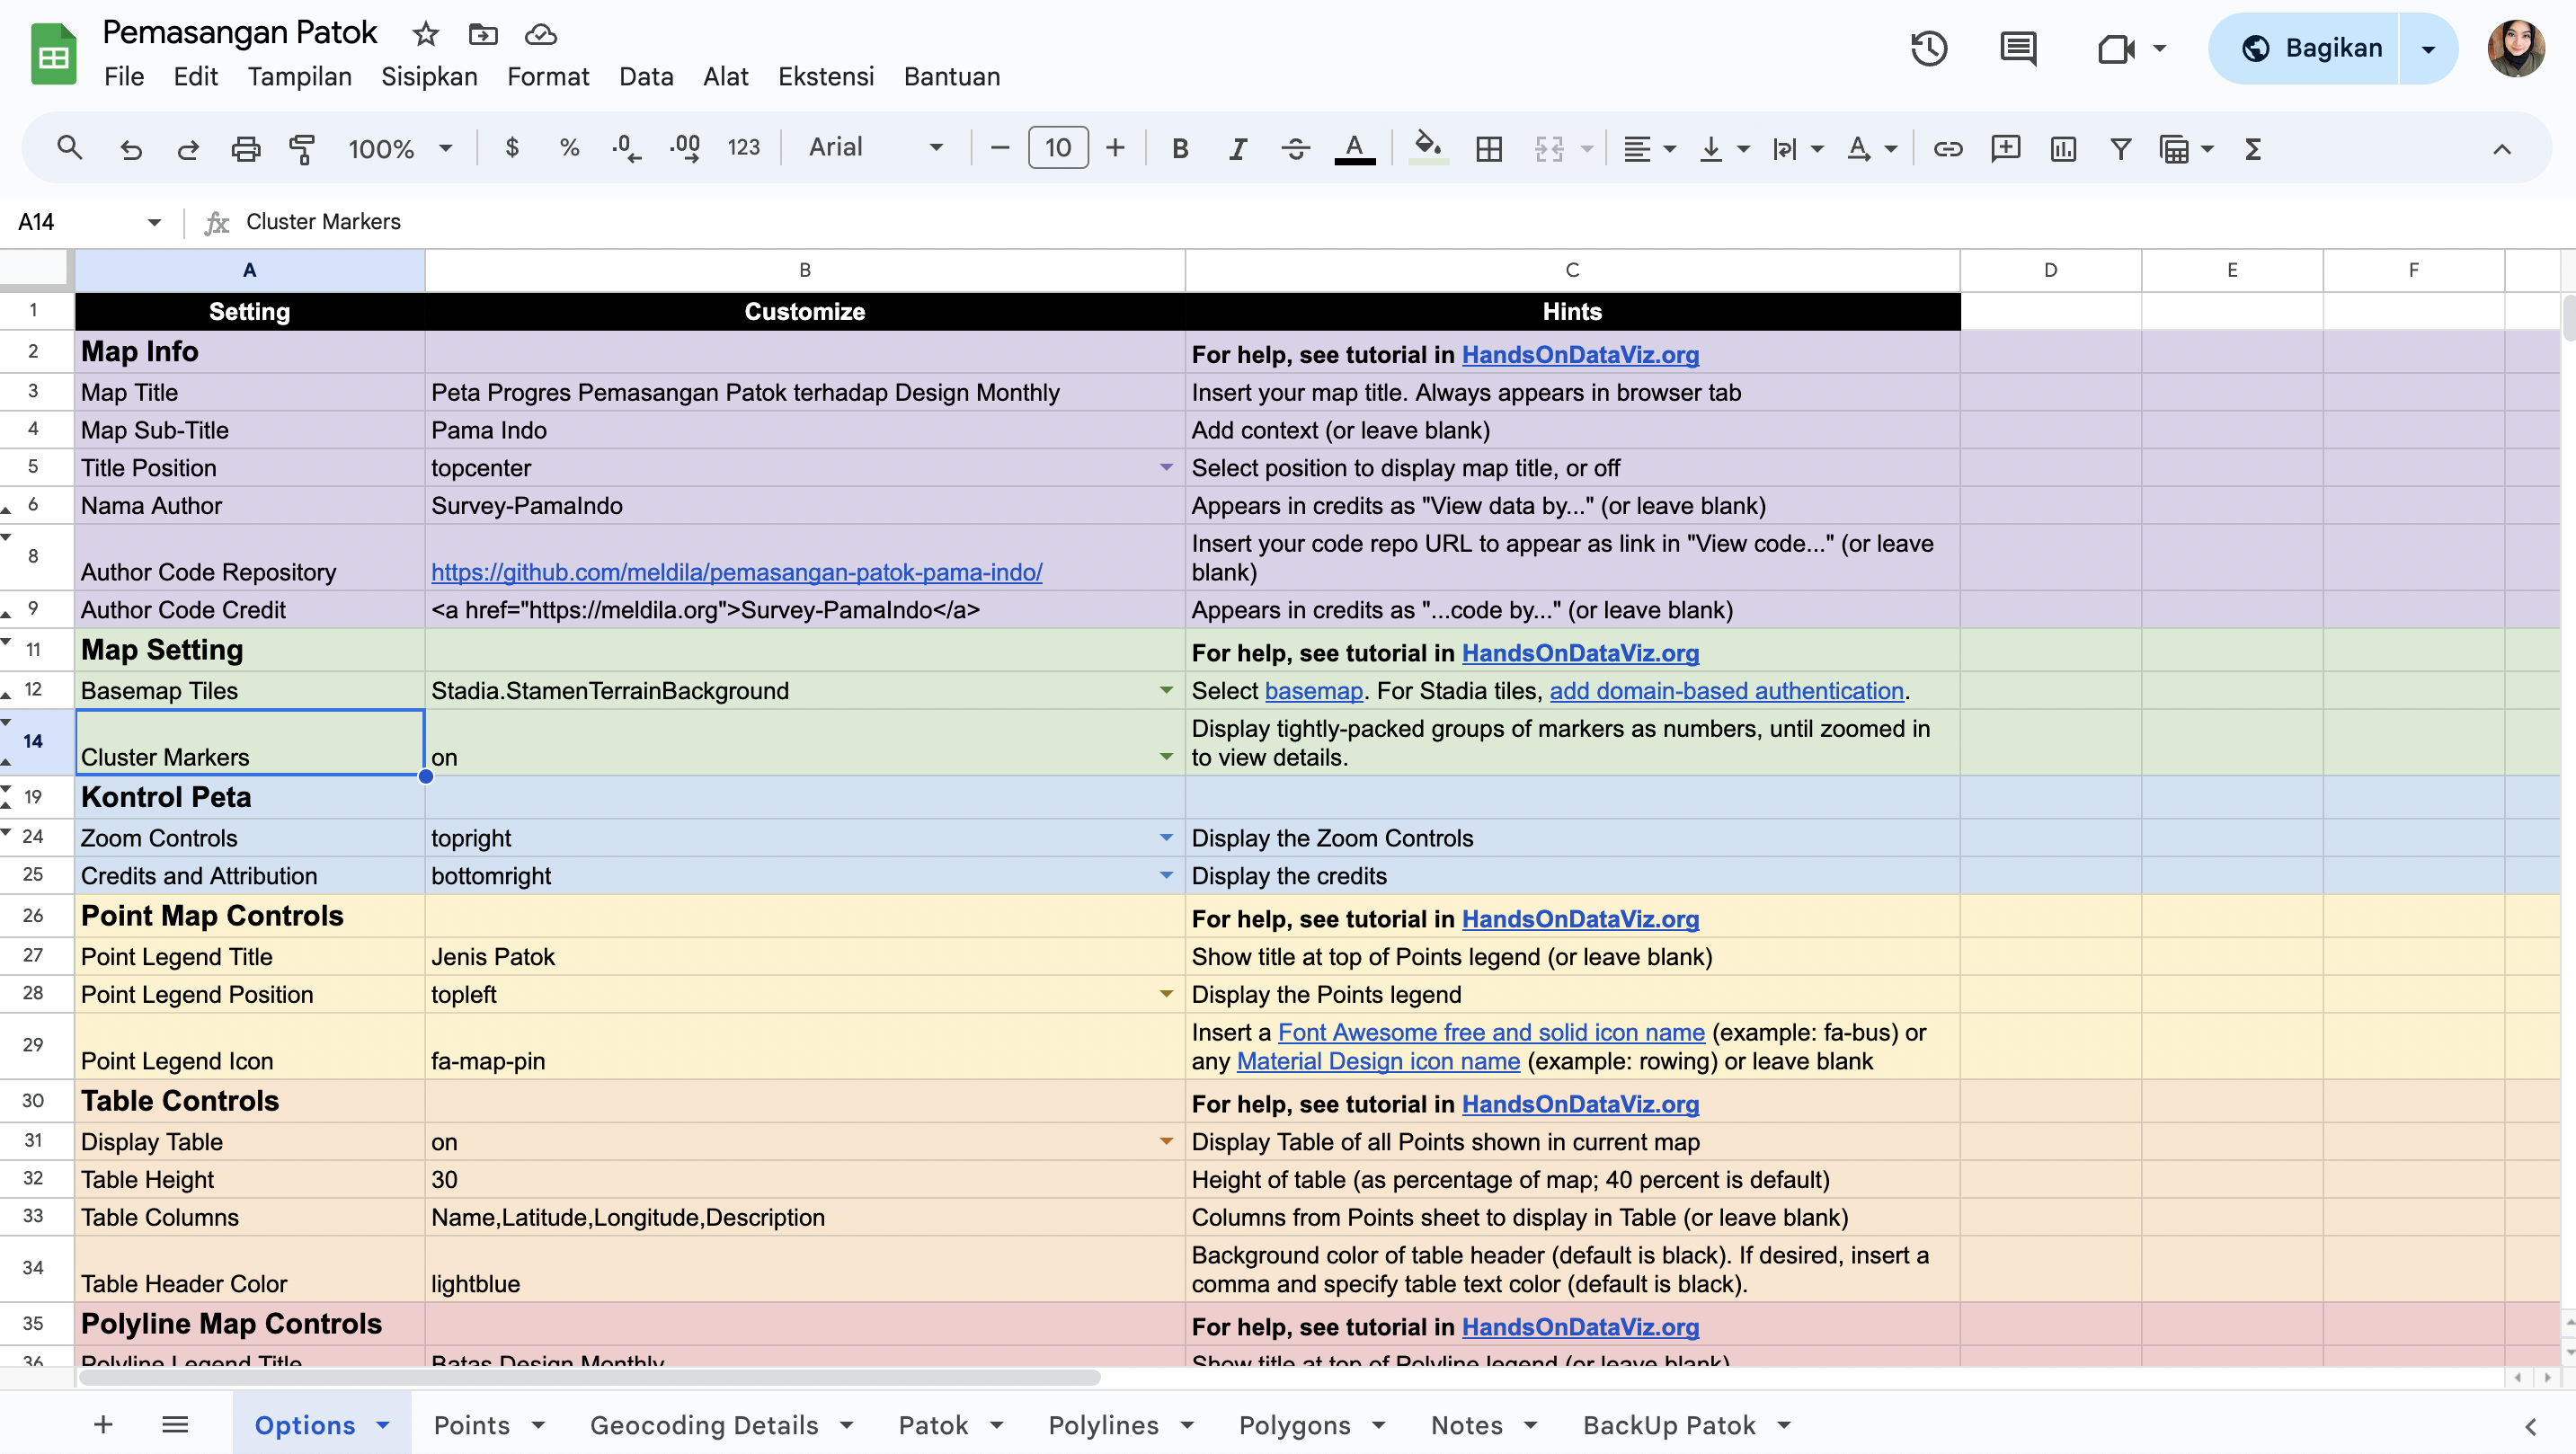 Pemasangan Patok
File Edit Tampilan Sisipkan Format Data Alat Ekstensi Bantuan
Bagikan
100% $ % .0 .00 123 Arial 10 B I S A
A14 fx Cluster Markers
A B C D E F
1 Setting Customize Hints
2 Map Info For help, see tutorial in HandsOnDataViz.org
3 Map Title Peta Progres Pemasangan Patok terhadap Design Monthly Insert your map title. Always appears in browser tab
4 Map Sub-Title Pama Indo Add context (or leave blank)
5 Title Position topcenter Select position to display map title, or off
6 Nama Author Survey-PamaIndo Appears in credits as "View data by..." (or leave blank)
8 Author Code Repository https://github.com/meldila/pemasangan-patok-pama-indo/ Insert your code repo URL to appear as link in "View code..." (or leave
blank)
9 Author Code Credit <a href="https://meldila.org">Survey-PamaIndo</a> Appears in credits as "...code by..." (or leave blank)
11 Map Setting For help, see tutorial in HandsOnDataViz.org
12 Basemap Tiles Stadia.StamenTerrainBackground Select basemap. For Stadia tiles, add domain-based authentication.
14 Cluster Markers on Display tightly-packed groups of markers as numbers, until zoomed in
to view details.
19 Kontrol Peta
24 Zoom Controls topright Display the Zoom Controls
25 Credits and Attribution bottomright Display the credits
26 Point Map Controls For help, see tutorial in HandsOnDataViz.org
27 Point Legend Title Jenis Patok Show title at top of Points legend (or leave blank)
28 Point Legend Position topleft Display the Points legend
29 Point Legend Icon fa-map-pin Insert a Font Awesome free and solid icon name (example: fa-bus) or
any Material Design icon name (example: rowing) or leave blank
30 Table Controls For help, see tutorial in HandsOnDataViz.org
31 Display Table on Display Table of all Points shown in current map
32 Table Height 30 Height of table (as percentage of map; 40 percent is default)
33 Table Columns Name,Latitude,Longitude,Description Columns from Points sheet to display in Table (or leave blank)
34 Table Header Color lightblue Background color of table header (default is black). If desired, insert a
comma and specify table text color (default is black).
35 Polyline Map Controls For help, see tutorial in HandsOnDataViz.org
36 Polyline Legend Title Batas Design Monthly Show title at top of Polyline legend (or leave blank)
Options Points Geocoding Details Patok Polylines Polygons Notes BackUp Patok